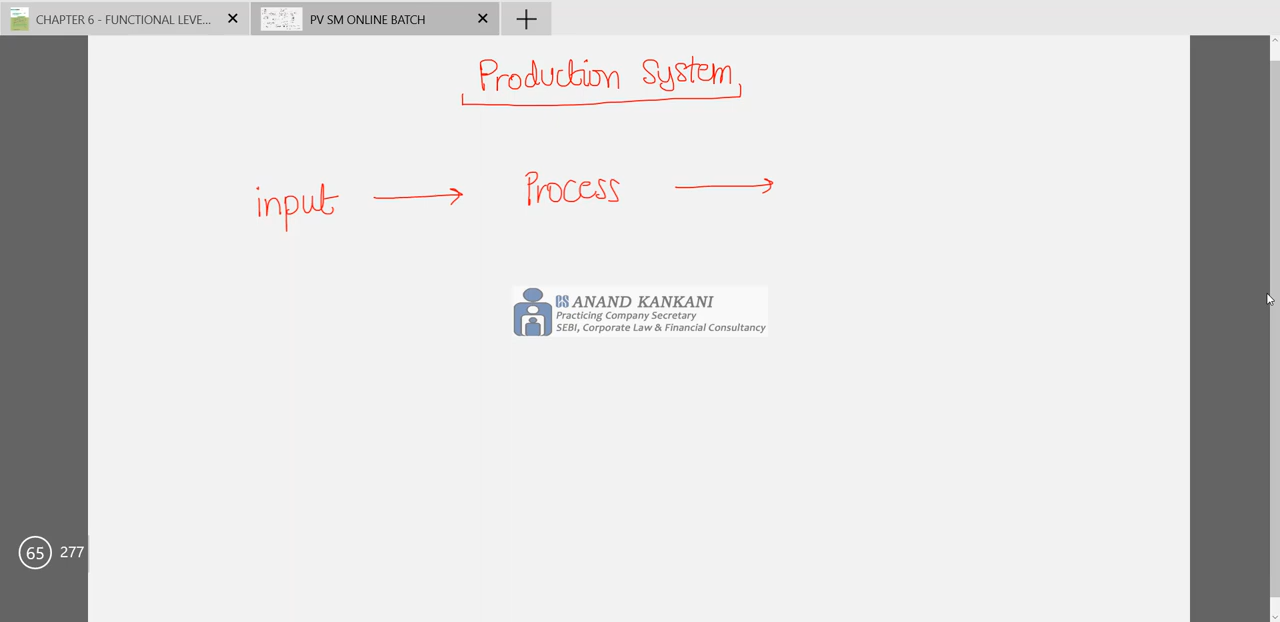 CHAPTER 6 - FUNCTIONAL LEVE...
PV SM ONLINE BATCH
Production System
input → Process →
CS ANAND KANKANI
Practicing Company Secretary
SEBI, Corporate Law & Financial Consultancy
65 277